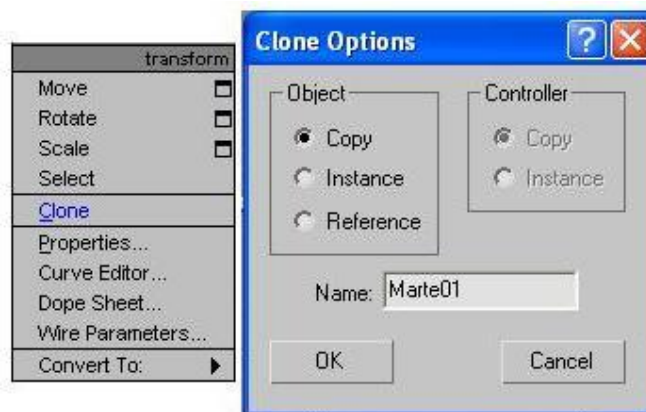 transform
Move
Rotate
Scale
Select
Clone
Properties...
Curve Editor...
Dope Sheet...
Wire Parameters...
Convert To:
Clone Options
Object
Copy
Instance
Reference
Controller
Copy
Instance
Name: Marte01
OK
Cancel